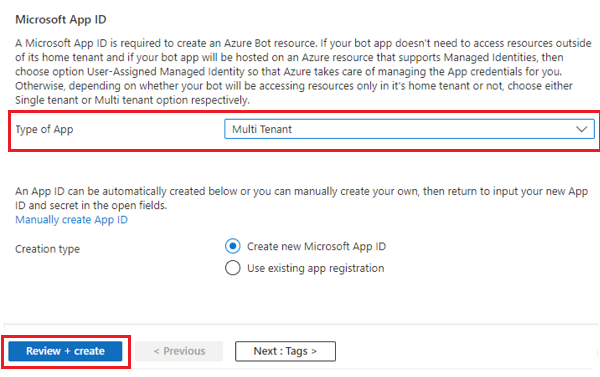 Microsoft App ID
A Microsoft App ID is required to create an Azure Bot resource. If your bot app doesn't need to access resources outside
of its home tenant and if your bot app will be hosted on an Azure resource that supports Managed Identities, then
choose option User-Assigned Managed Identity so that Azure takes care of managing the App credentials for you.
Otherwise, depending on whether your bot will be accessing resources only in it's home tenant or not, choose either
Single tenant or Multi tenant option respectively.
Type of App
Multi Tenant
An App ID can be automatically created below or you can manually create your own, then return to input your new App
ID and secret in the open fields.
Manually create App ID
Creation type
Create new Microsoft App ID
Use existing app registration
Review + create
< Previous
Next : Tags >